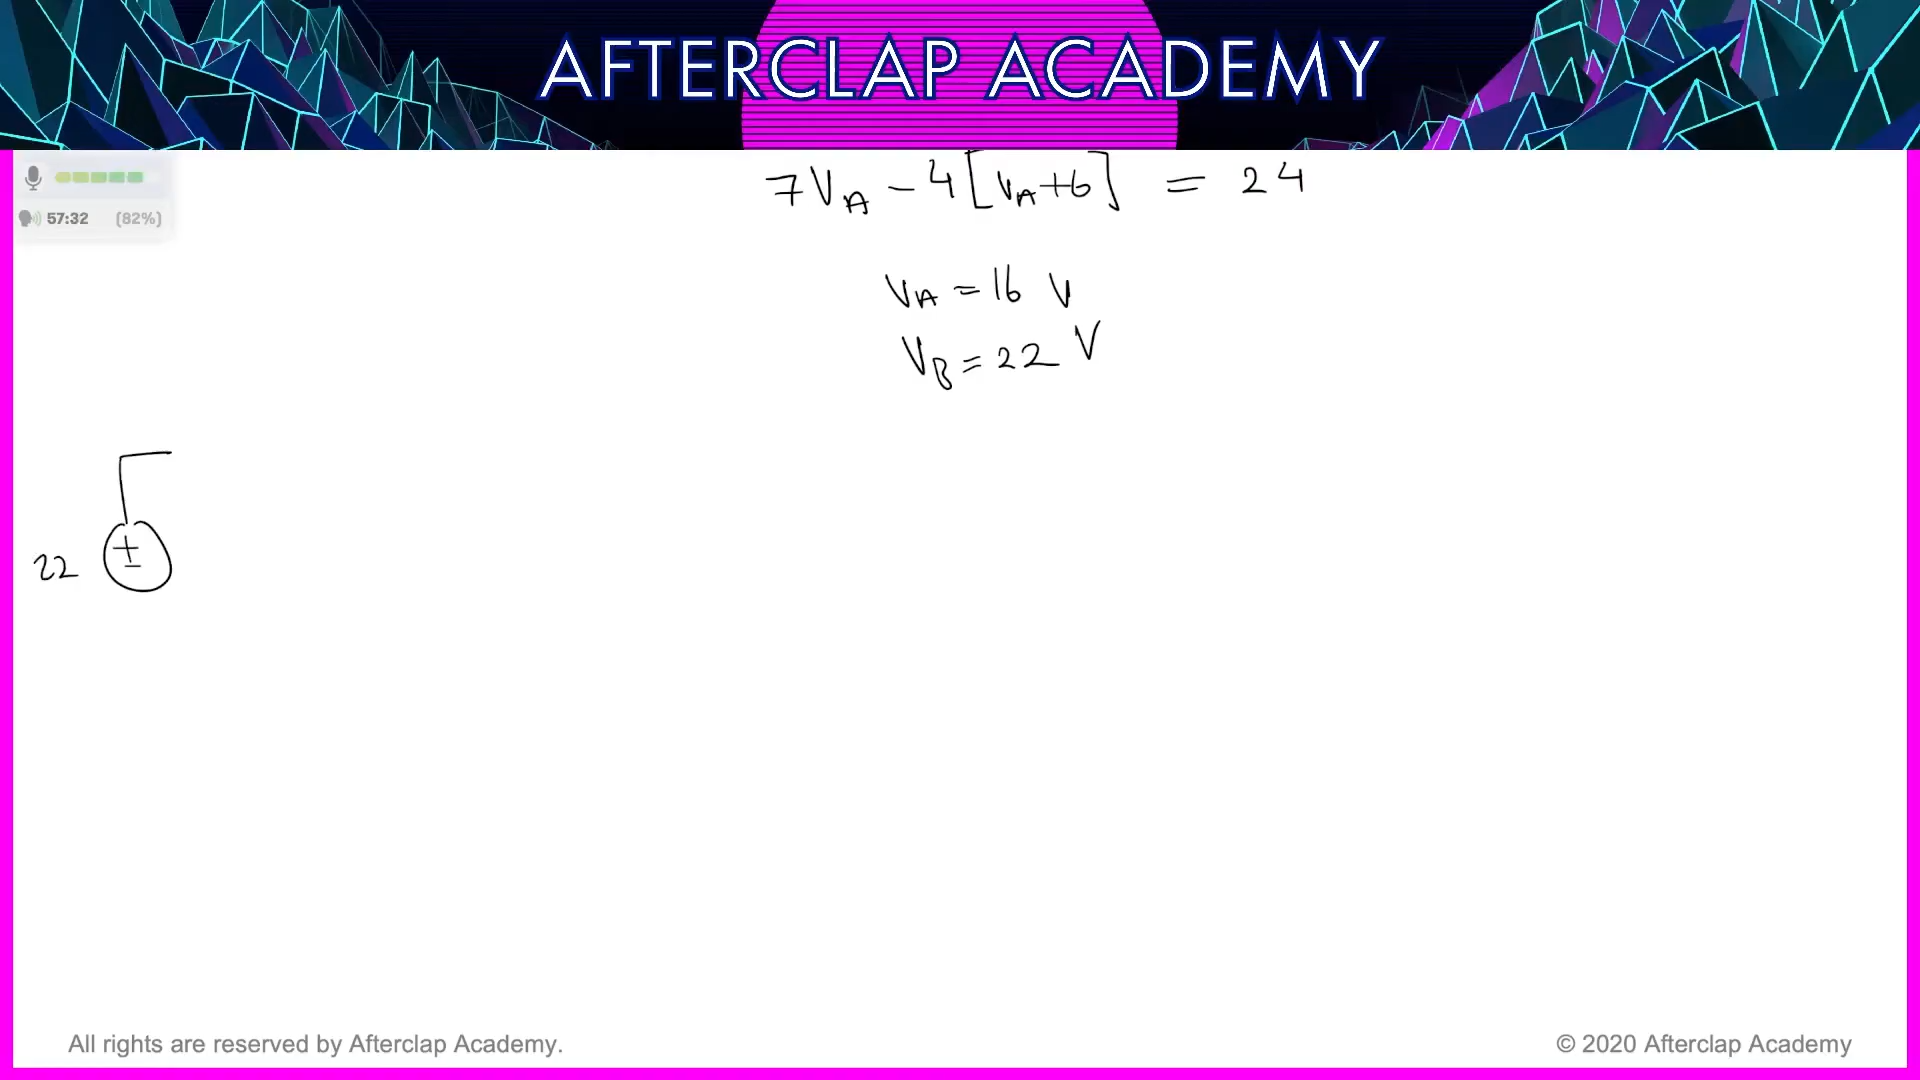 AFTERCLAP ACADEMY
57:32 (82%)
7VA - 4[VA+6] = 24
VA = 16 V
VB = 22 V
22
+
-
All rights are reserved by Afterclap Academy.
© 2020 Afterclap Academy